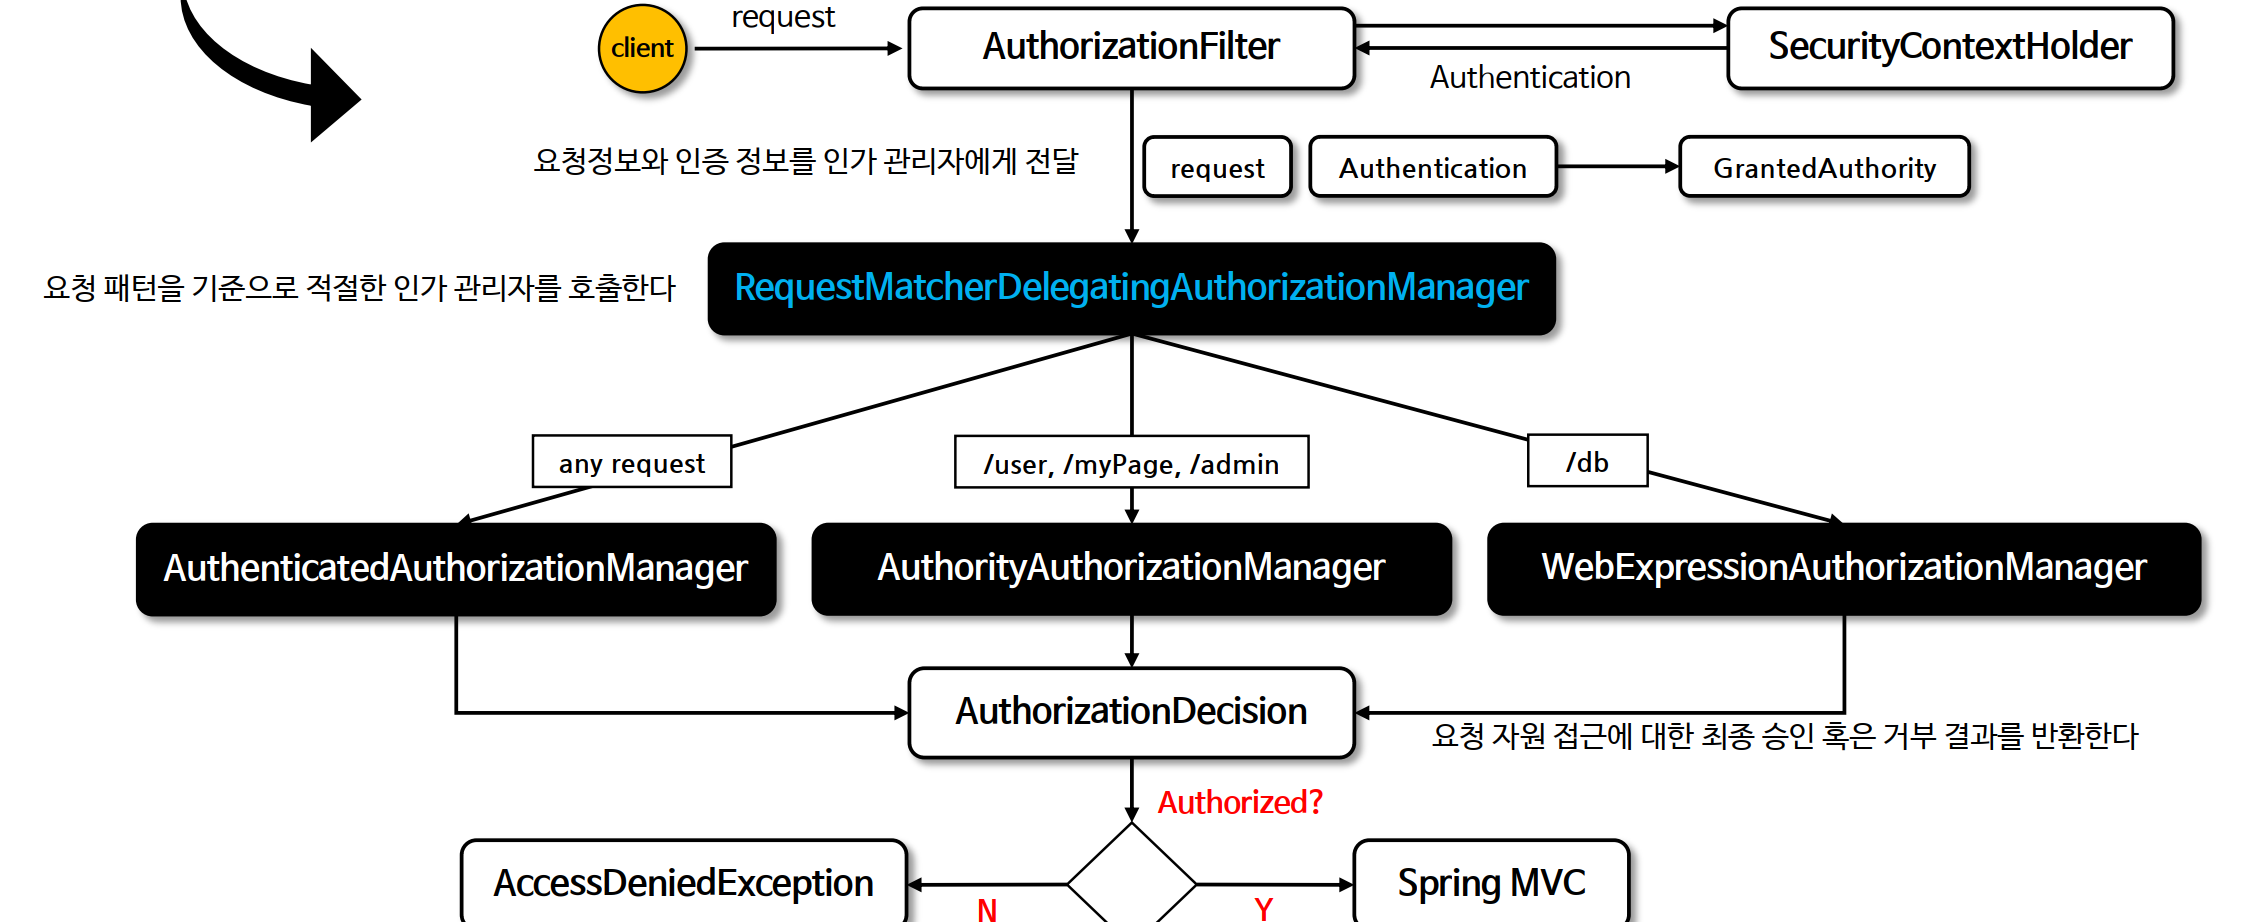 request
client
AuthorizationFilter
SecurityContextHolder
Authentication
요청정보와 인증 정보를 인가 관리자에게 전달
request
Authentication
GrantedAuthority
요청 패턴을 기준으로 적절한 인가 관리자를 호출한다
RequestMatcherDelegatingAuthorizationManager
any request
/user, /myPage, /admin
/db
AuthenticatedAuthorizationManager
AuthorityAuthorizationManager
WebExpressionAuthorizationManager
AuthorizationDecision
요청 자원 접근에 대한 최종 승인 혹은 거부 결과를 반환한다
Authorized?
AccessDeniedException
N
Y
Spring MVC